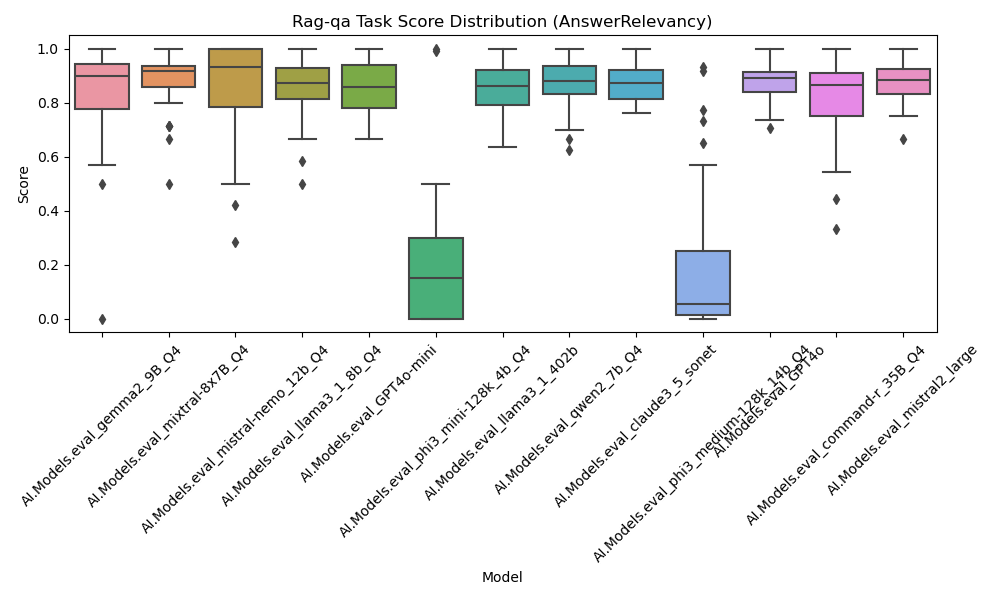 Rag-qa Task Score Distribution (AnswerRelevancy)
1.0
0.8
0.6
0.4
0.2
0.0
Score
AI.Models.eval_gemma2_9B_Q4
AI.Models.eval_mixtral-8x7B_Q4
AI.Models.eval_mistral-nemo_12b_Q4
AI.Models.eval_llama3_1_8b_Q4
AI.Models.eval_GPT4o-mini
AI.Models.eval_phi3_mini-128k_4b_Q4
AI.Models.eval_llama3_1_402b
AI.Models.eval_qwen2_7b_Q4
AI.Models.eval_claude3_5_sonet
AI.Models.eval_phi3_medium-128k_14b_Q4
AI.Models.eval_GPT4o
AI.Models.eval_command-r_35B_Q4
AI.Models.eval_mistral2_large
Model